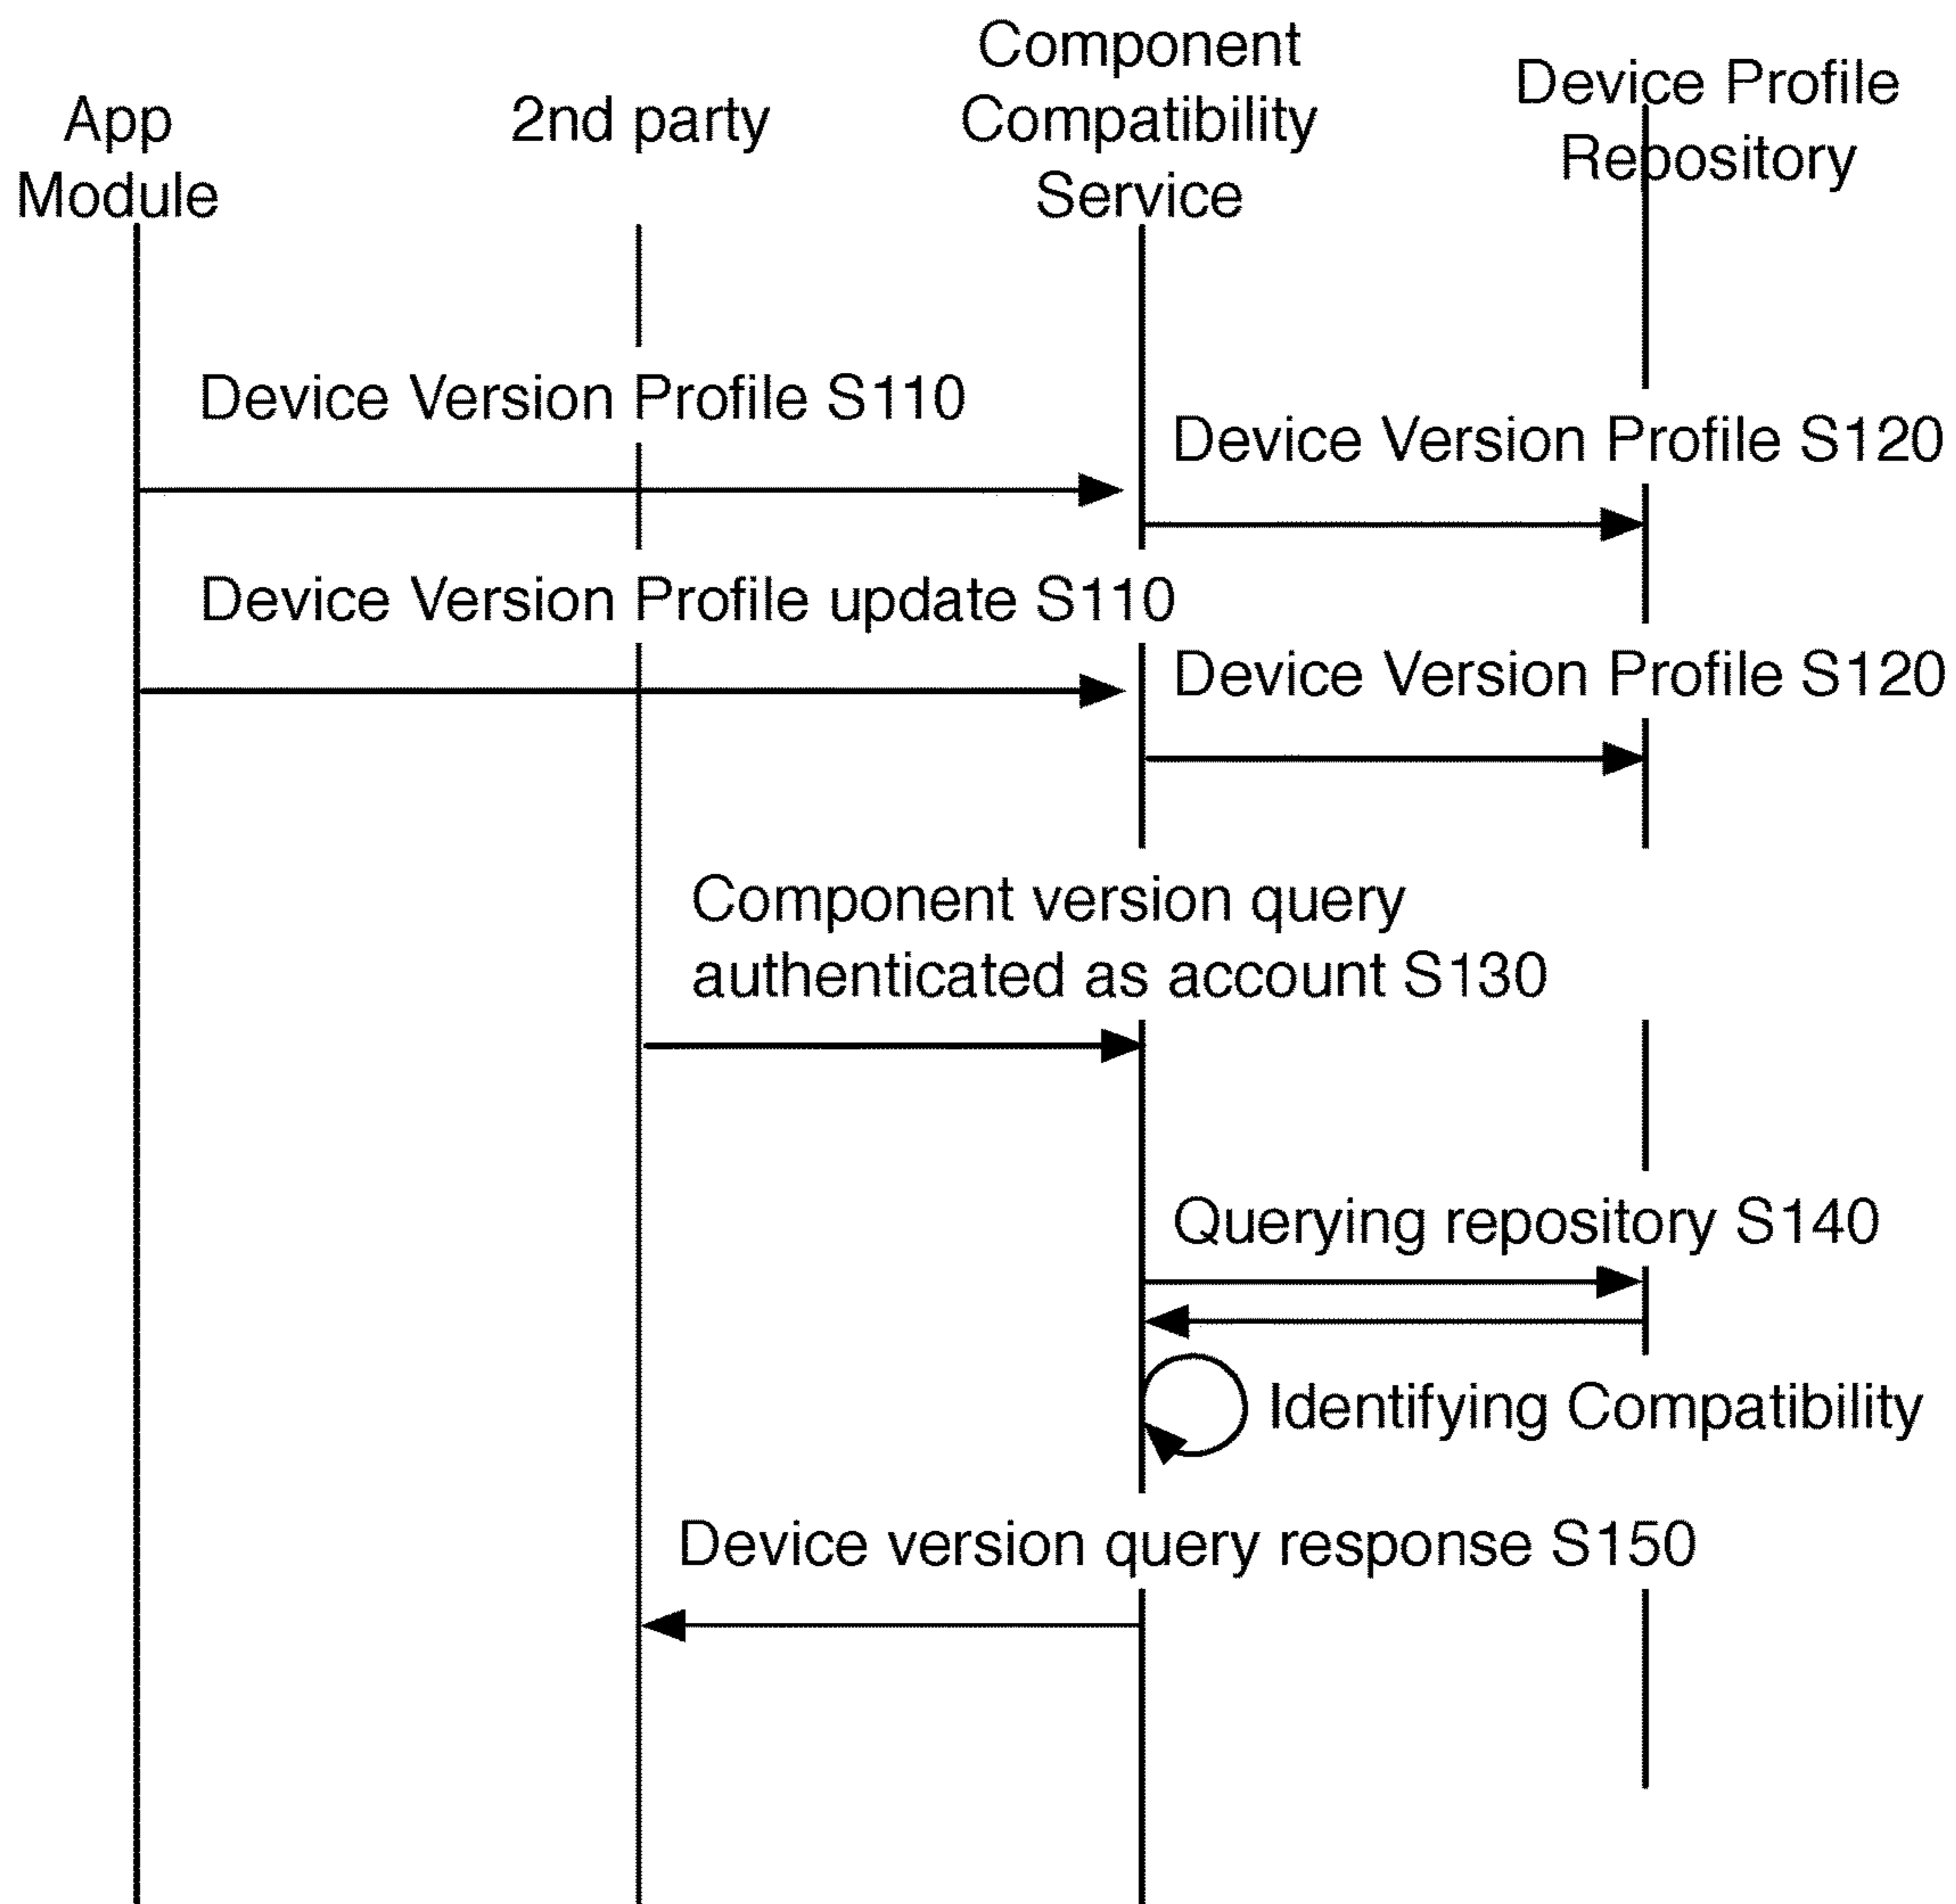 App
Module
2nd party
Component
Compatibility
Service
Device Profile
Repository
Device Version Profile S110
Device Version Profile S120
Device Version Profile update S110
Device Version Profile S120
Component version query
authenticated as account S130
Querying repository S140
Identifying Compatibility
Device version query response S150